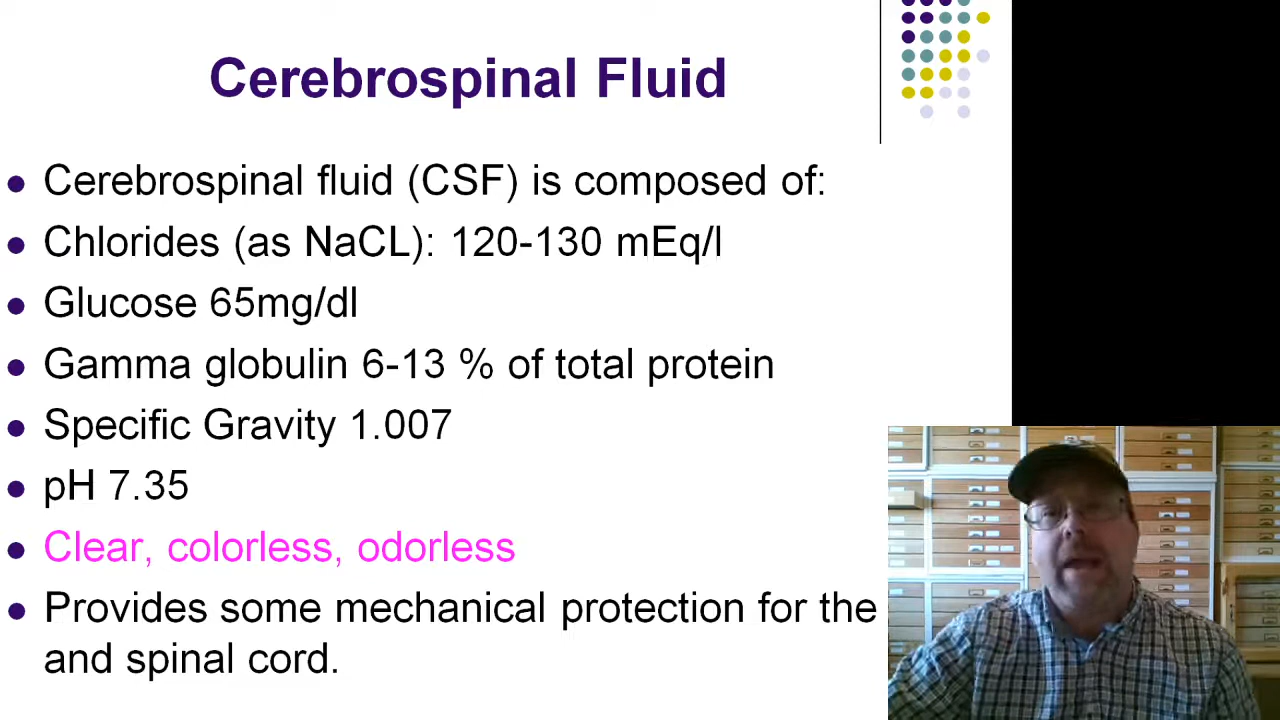 Cerebrospinal Fluid
Cerebrospinal fluid (CSF) is composed of:
Chlorides (as NaCL): 120-130 mEq/l
Glucose 65mg/dl
Gamma globulin 6-13 % of total protein
Specific Gravity 1.007
pH 7.35
Clear, colorless, odorless
Provides some mechanical protection for the
and spinal cord.